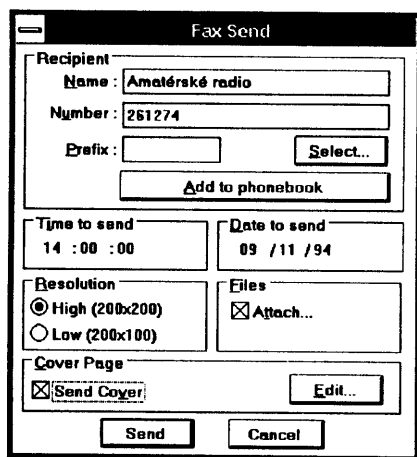 Fax Send
Recipient
Name : Amatérské radio
Number : 261274
Prefix :
Select...
Add to phonebook
Time to send
14 : 00 : 00
Date to send
09 / 11 / 94
Resolution
High (200x200)
Low (200x100)
Files
Attach...
Cover Page
Send Cover
Edit...
Send
Cancel